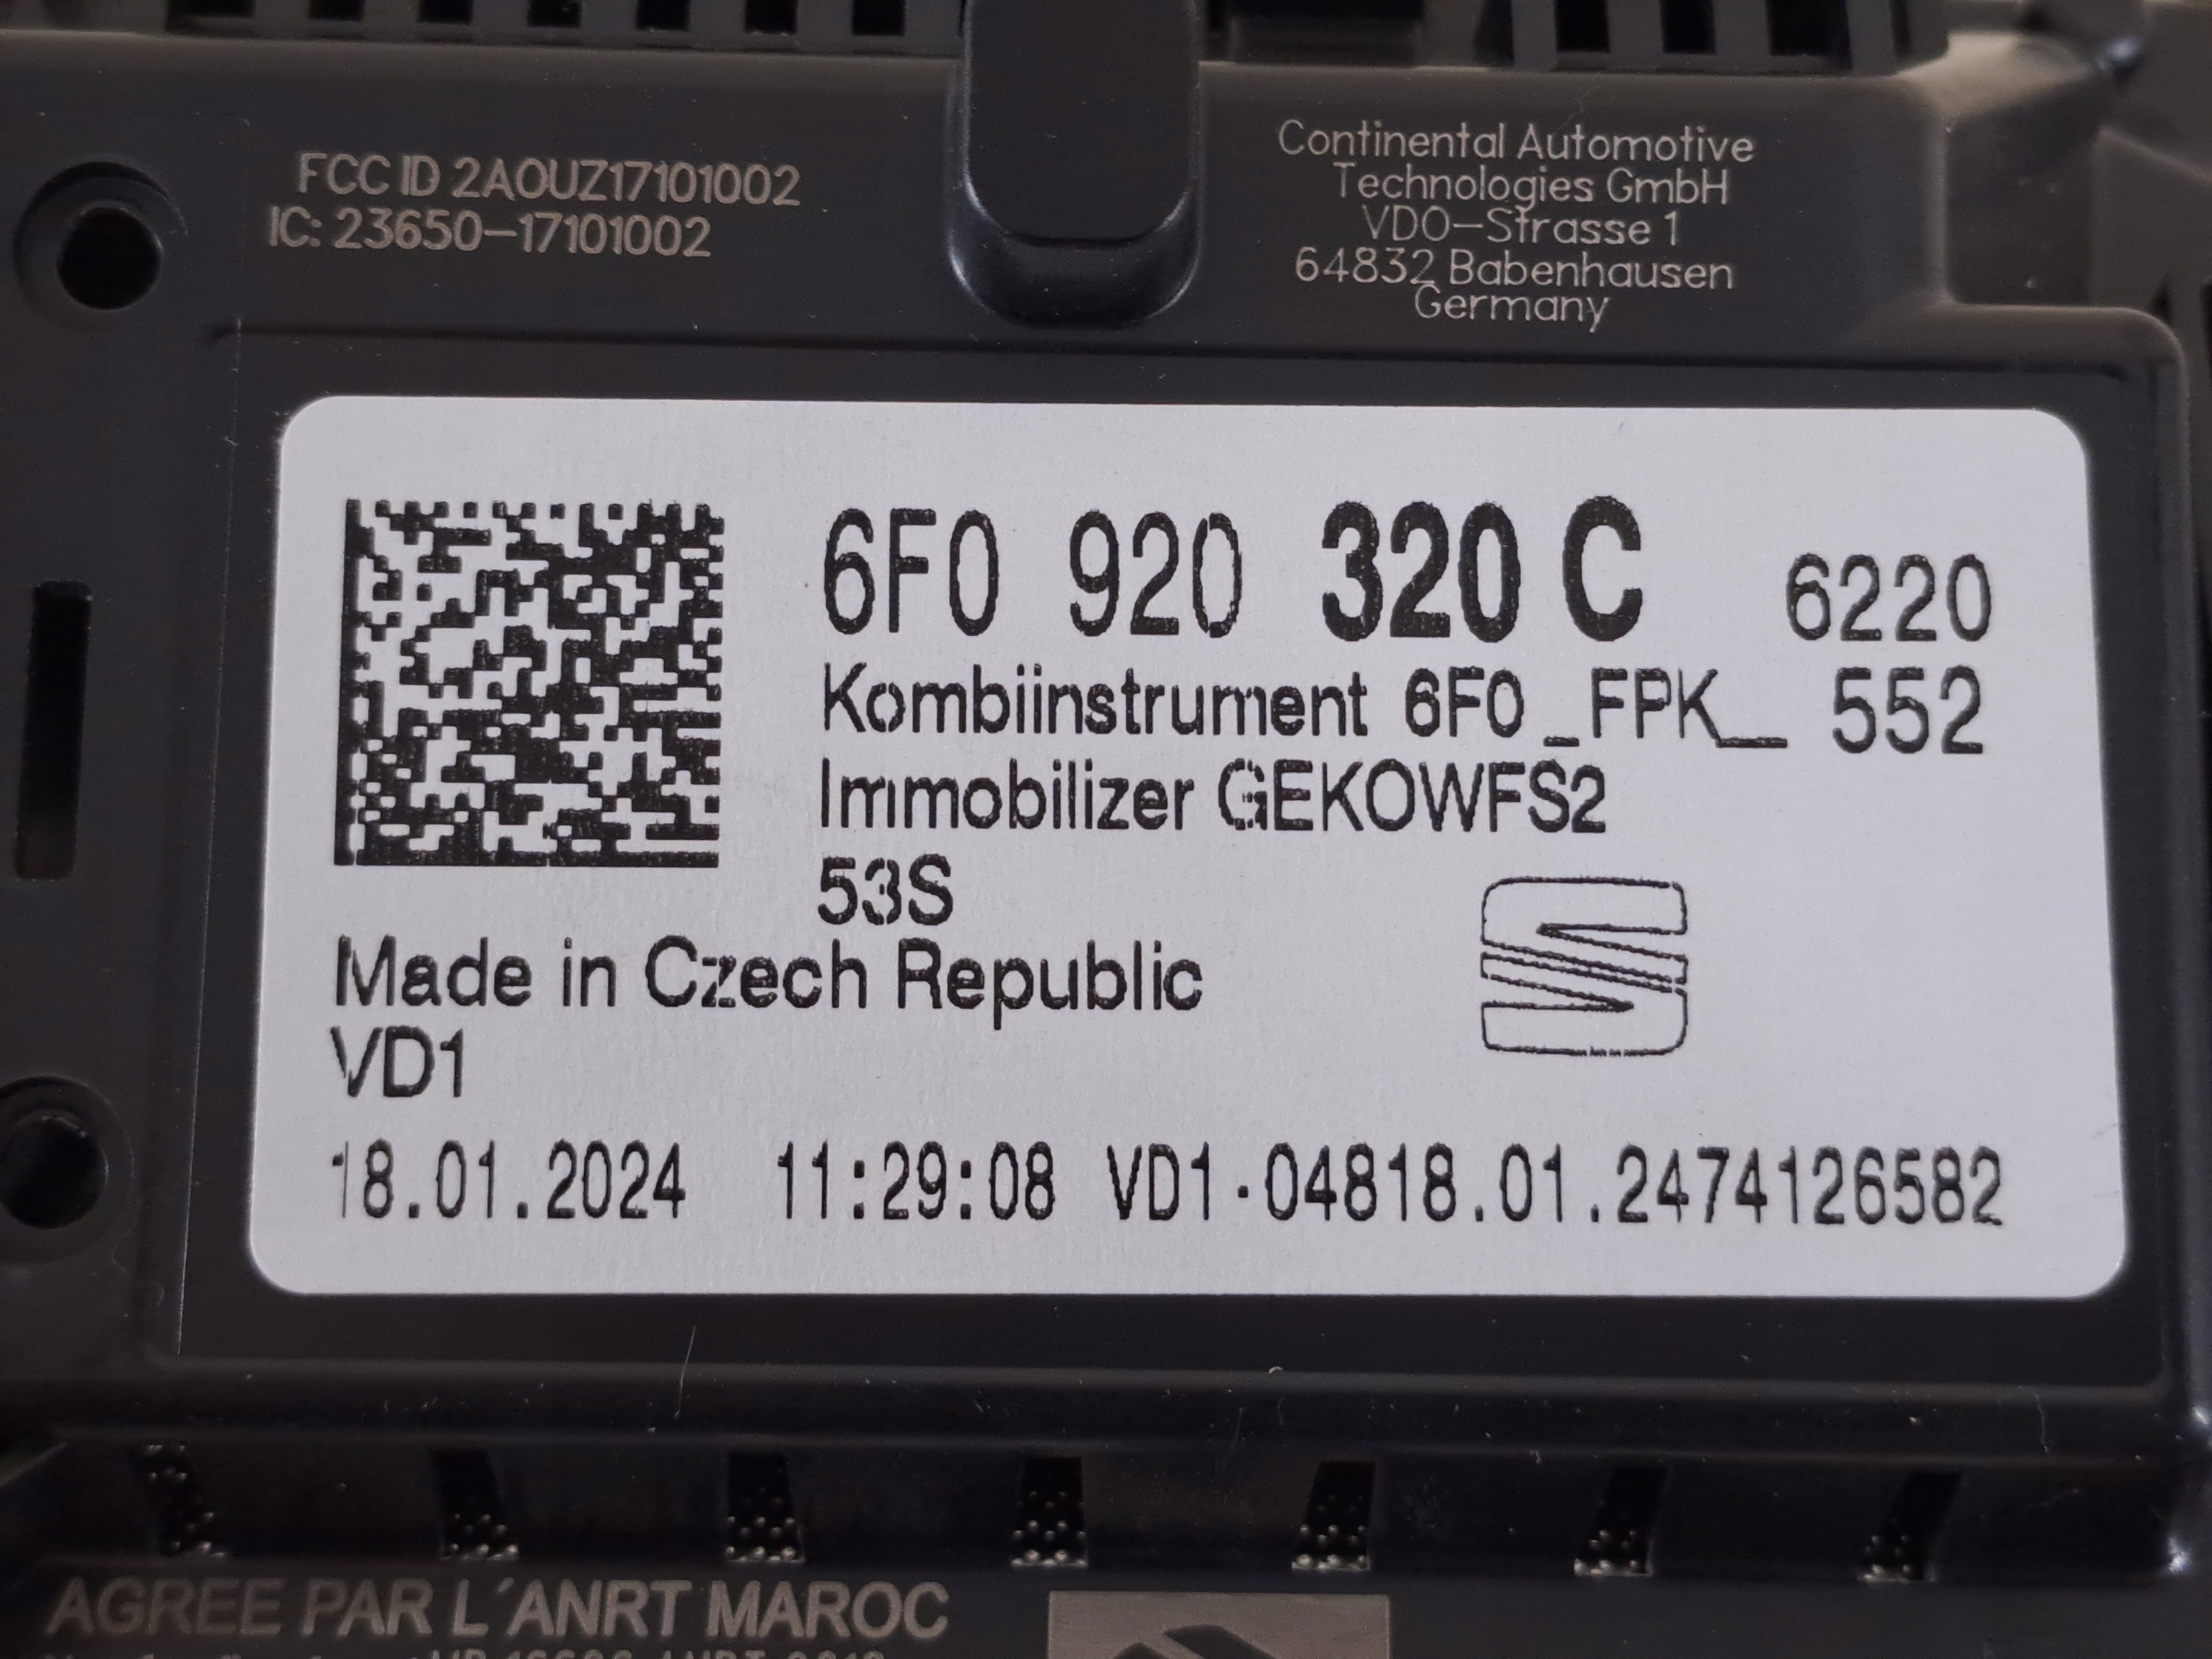 FCC ID 2AOUZ17101002
IC: 23650-17101002
Continental Automotive
Technologies GmbH
VDO-Strasse 1
64832 Babenhausen
Germany
6F0 920 320 C 6220
Kombiinstrument 6F0_FPK_ 552
Immobilizer GEKOWFS2
53S
Made in Czech Republic
VD1
18.01.2024 11:29:08 VD1-04818.01.2474126582
AGREE PAR L'ANRT MAROC